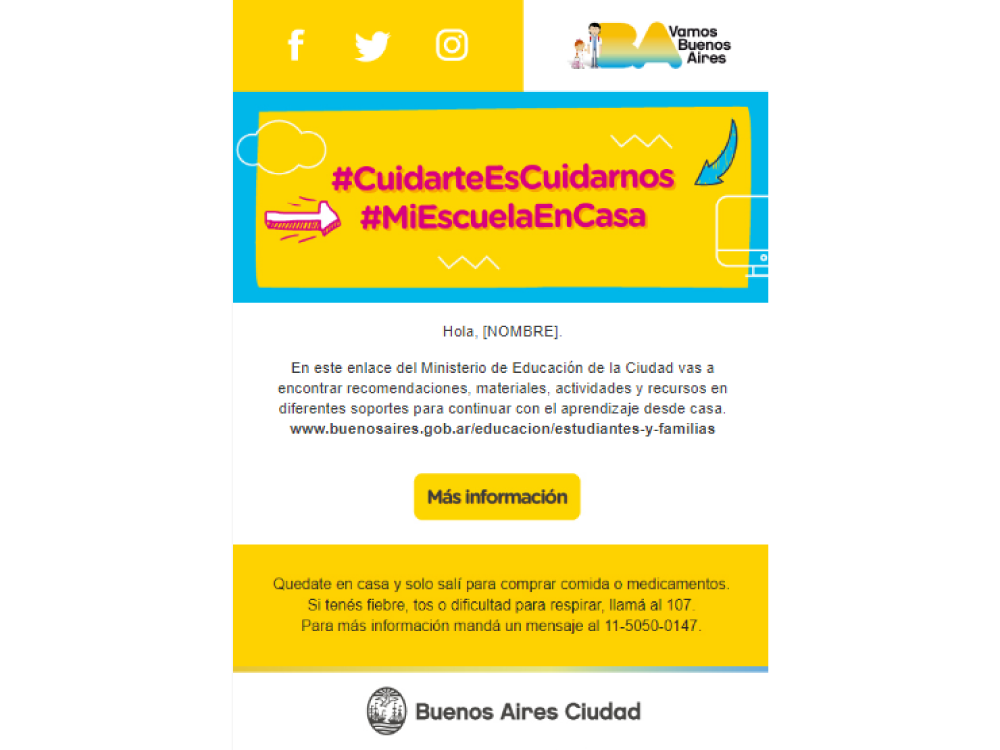 BA
Vamos
Buenos
Aires
#CuidarteEsCuidarnos
#MiEscuelaEnCasa
Hola, [NOMBRE].
En este enlace del Ministerio de Educación de la Ciudad vas a
encontrar recomendaciones, materiales, actividades y recursos en
diferentes soportes para continuar con el aprendizaje desde casa.
www.buenosaires.gob.ar/educacion/estudiantes-y-familias
Más información
Quedate en casa y solo salí para comprar comida o medicamentos.
Si tenés fiebre, tos o dificultad para respirar, llamá al 107.
Para más información mandá un mensaje al 11-5050-0147.
Buenos Aires Ciudad